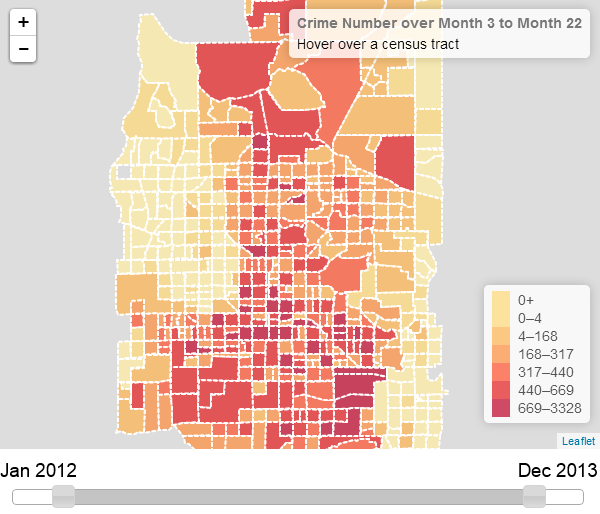 +
−
Crime Number over Month 3 to Month 22
Hover over a census tract
0+
0–4
4–168
168–317
317–440
440–669
669–3328
Leaflet
Jan 2012
Dec 2013